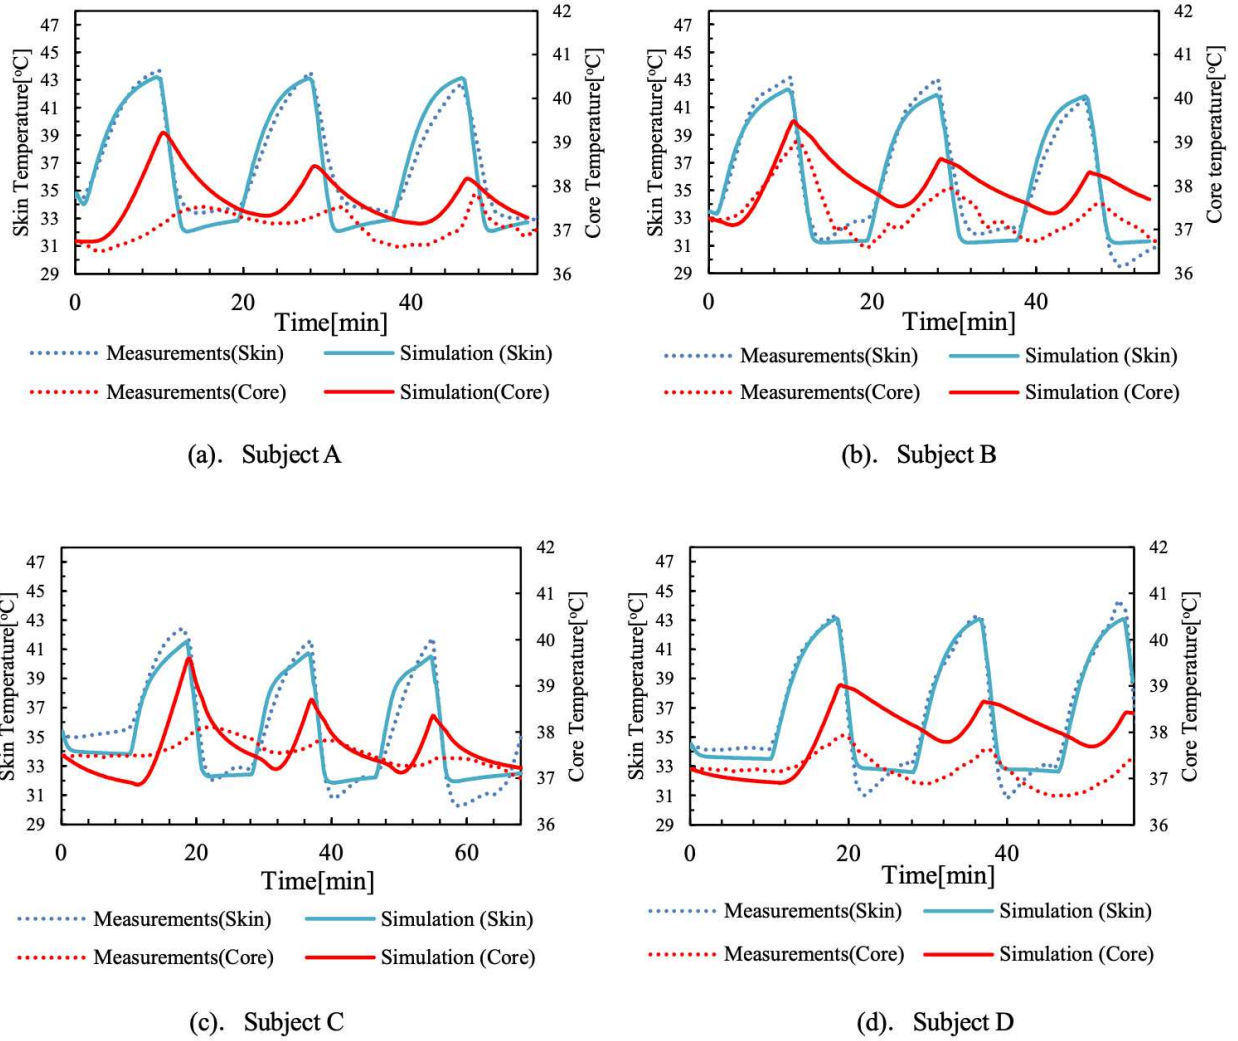 47
45
43
41
39
37
35
33
31
29
Skin Temperature[°C]
42
41
40
39
38
37
36
Core Temperature[°C]
0 20 40
Time[min]
Measurements(Skin) Simulation (Skin)
Measurements(Core) Simulation(Core)
(a). Subject A
47
45
43
41
39
37
35
33
31
29
Skin Temperature[°C]
42
41
40
39
38
37
36
Core tenperature[°C]
0 20 40
Time[min]
Measurements(Skin) Simulation (Skin)
Measurements(Core) Simulation (Core)
(b). Subject B
47
45
43
41
39
37
35
33
31
29
Skin Temperature[°C]
42
41
40
39
38
37
36
Core Temperature[°C]
0 20 40 60
Time[min]
Measurements(Skin) Simulation (Skin)
Measurements(Core) Simulation (Core)
(c). Subject C
47
45
43
41
39
37
35
33
31
29
Skin Temperature[°C]
42
41
40
39
38
37
36
Core Temperature[°C]
0 20 40
Time[min]
Measurements(Skin) Simulation (Skin)
Measurements(Core) Simulation (Core)
(d). Subject D